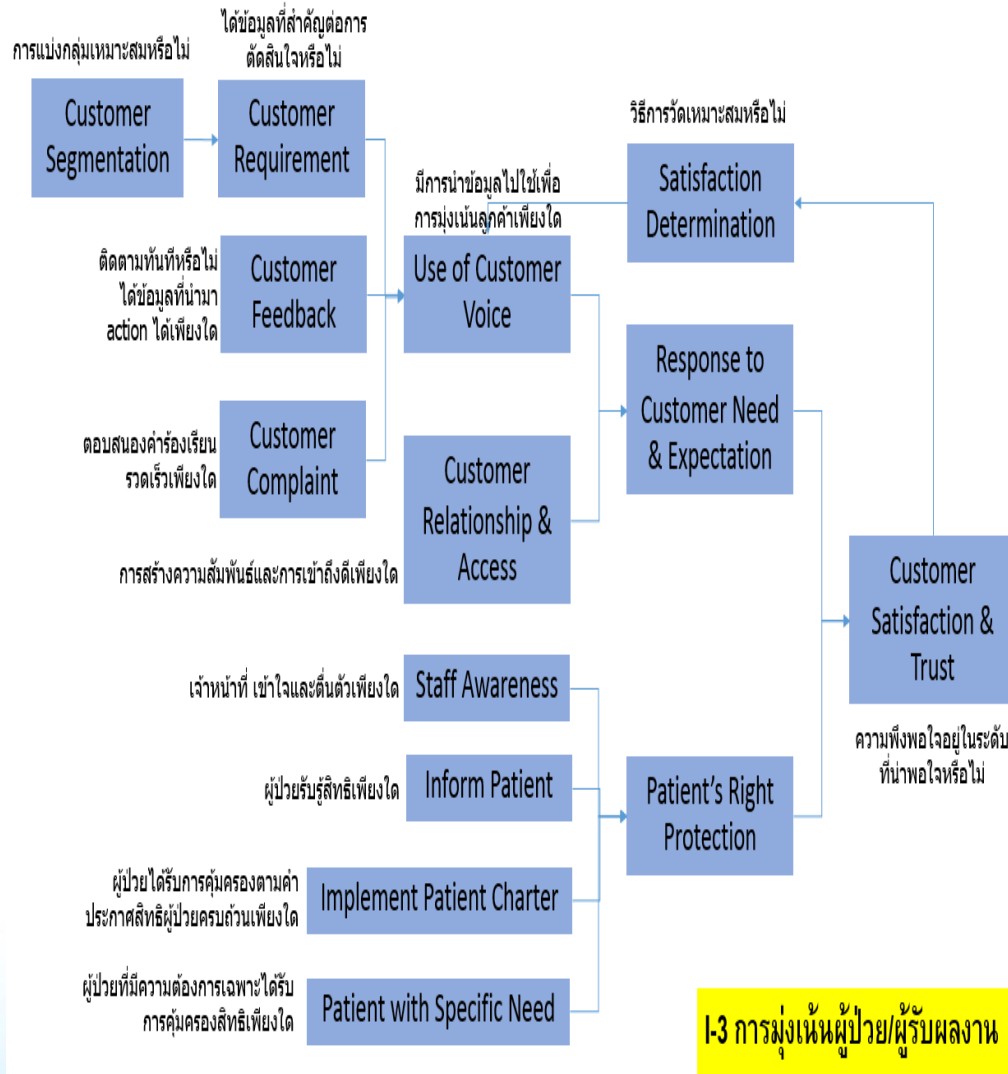 การแบ่งกลุ่มเหมาะสมหรือไม่
ได้ข้อมูลที่สำคัญต่อการ
ตัดสินใจหรือไม่
Customer
Segmentation
Customer
Requirement
วิธีการวัดเหมาะสมหรือไม่
Satisfaction
Determination
มีการนำข้อมูลไปใช้เพื่อ
การมุ่งเน้นลูกค้าเพียงใด
ติดตามทันทีหรือไม่
ได้ข้อมูลที่นำมา
action ได้เพียงใด
Customer
Feedback
Use of Customer
Voice
Response to
Customer Need
& Expectation
ตอบสนองคำร้องเรียน
รวดเร็วเพียงใด
Customer
Complaint
Customer
Relationship &
Access
การสร้างความสัมพันธ์และการเข้าถึงดีเพียงใด
Customer
Satisfaction &
Trust
ความพึงพอใจอยู่ในระดับ
ที่น่าพอใจหรือไม่
เจ้าหน้าที่ เข้าใจและตื่นตัวเพียงใด
Staff Awareness
ผู้ป่วยรับรู้สิทธิเพียงใด
Inform Patient
Patient’s Right
Protection
ผู้ป่วยได้รับการคุ้มครองตามคำ
ประกาศสิทธิผู้ป่วยครบถ้วนเพียงใด
Implement Patient Charter
ผู้ป่วยที่มีความต้องการเฉพาะได้รับ
การคุ้มครองสิทธิเพียงใด
Patient with Specific Need
I-3 การมุ่งเน้นผู้ป่วย/ผู้รับผลงาน